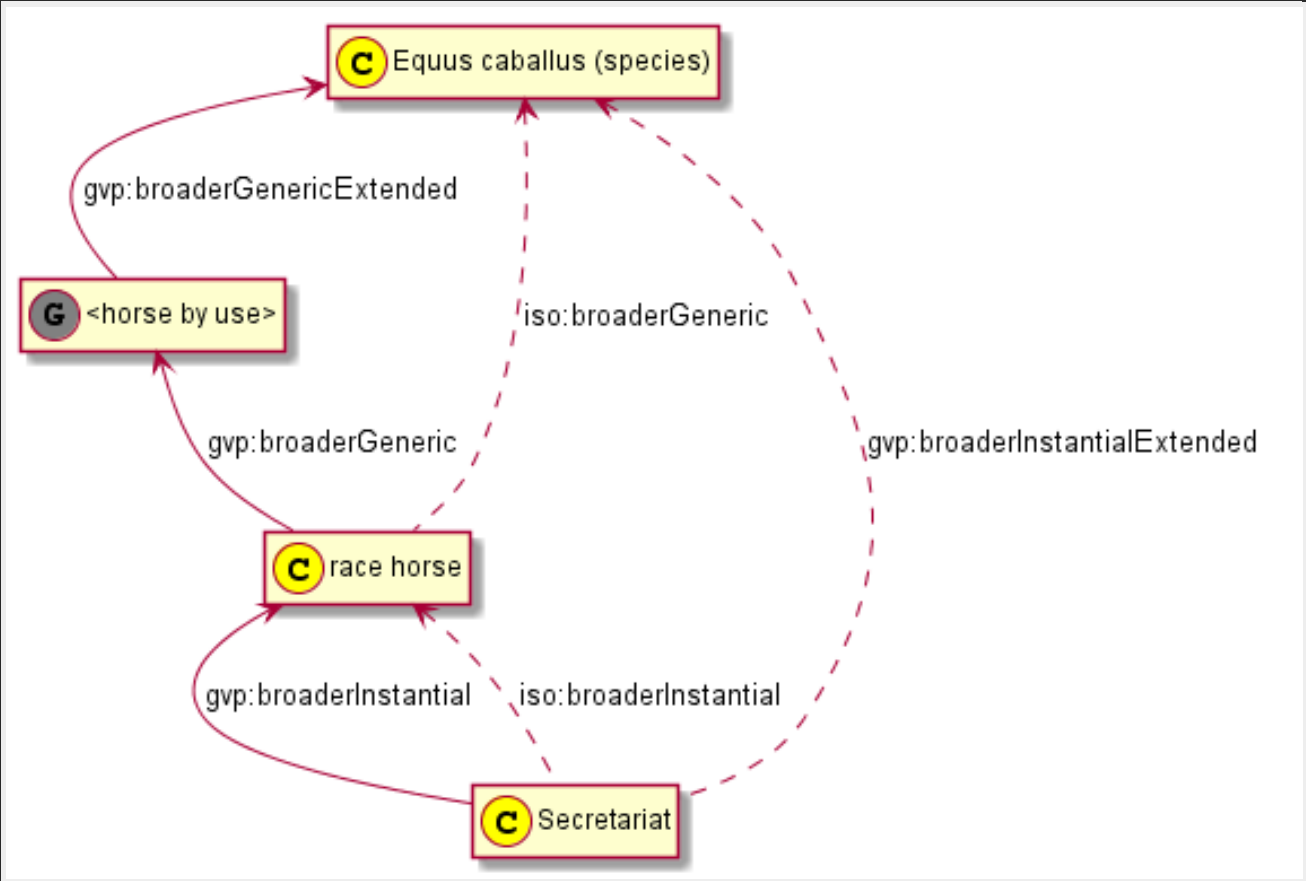 C Equus caballus (species)
gvp:broaderGenericExtended
G <horse by use>
iso:broaderGeneric
gvp:broaderGeneric
gvp:broaderInstantialExtended
C race horse
gvp:broaderInstantial
iso:broaderInstantial
C Secretariat